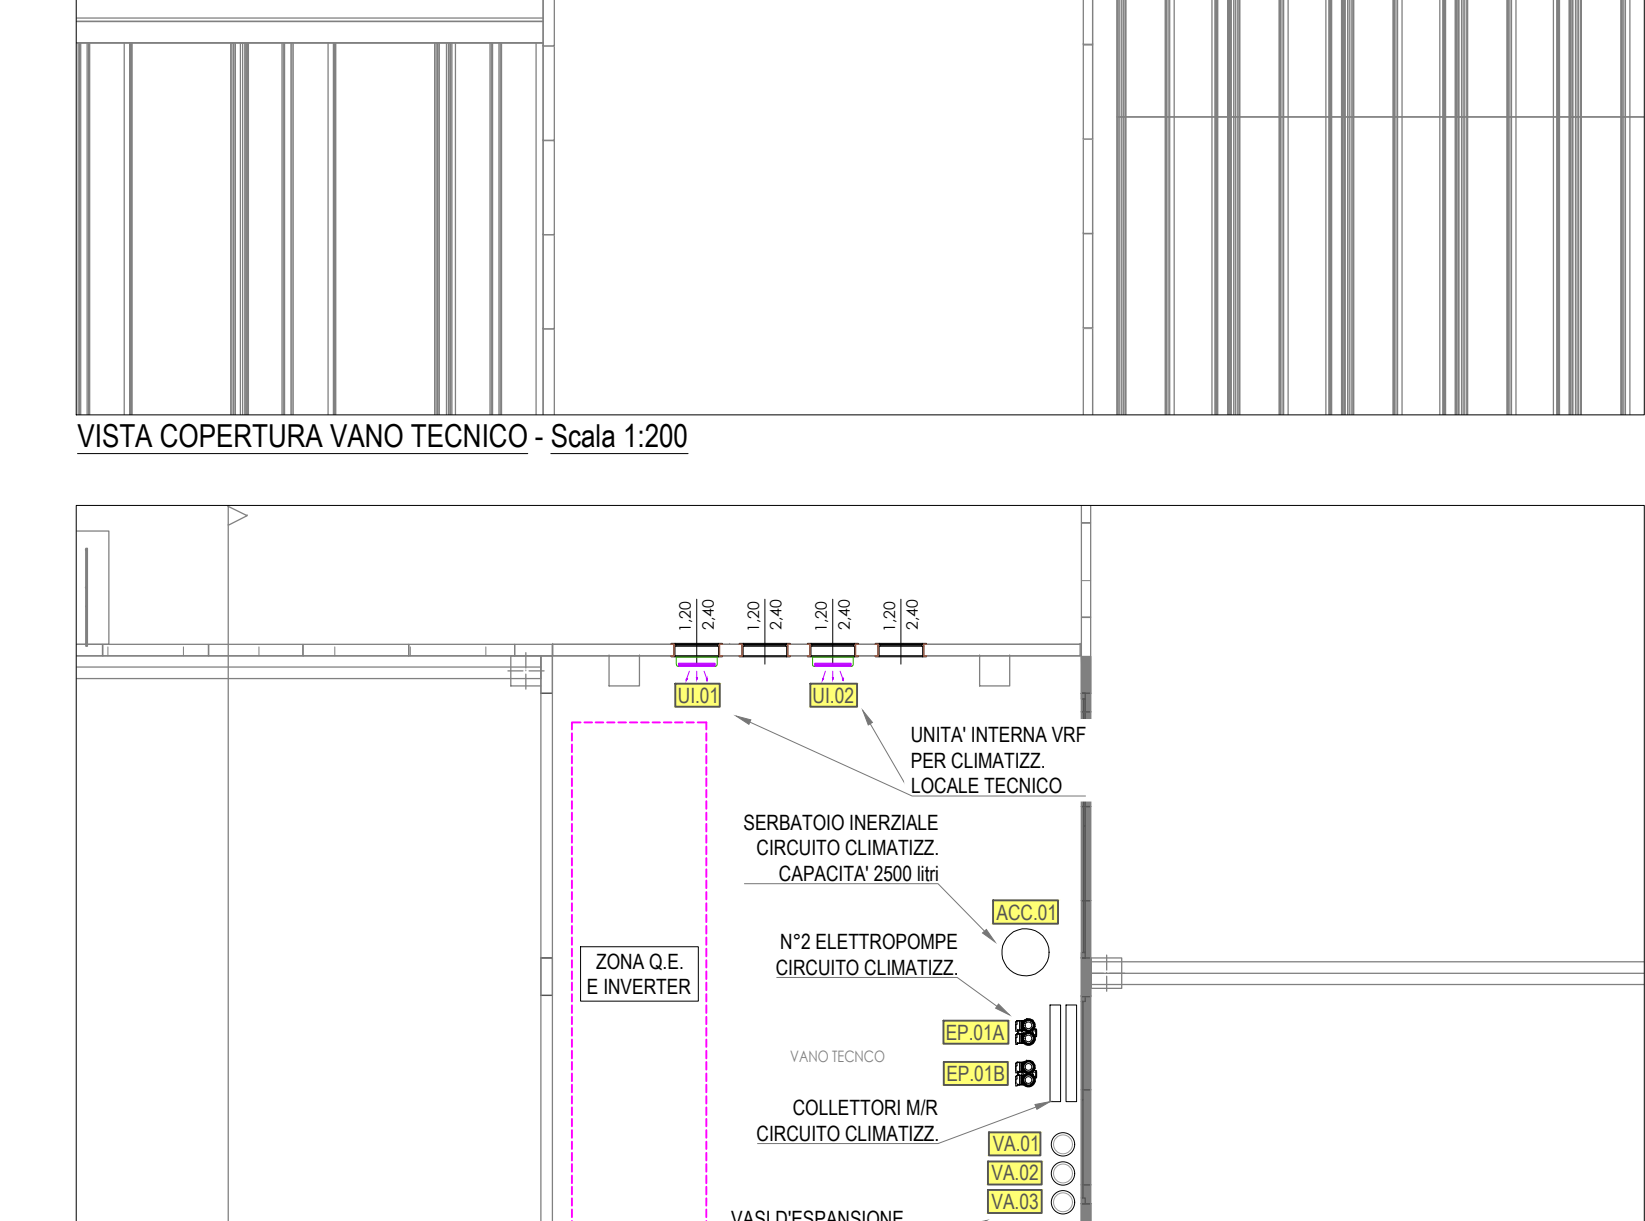 VISTA COPERTURA VANO TECNICO - Scala 1:200
1,20 2,40 1,20 2,40 1,20 2,40 1,20 2,40
UI.01 UI.02
UNITA' INTERNA VRF
PER CLIMATIZZ.
LOCALE TECNICO
SERBATOIO INERZIALE
CIRCUITO CLIMATIZZ.
CAPACITA' 2500 litri
ACC.01
N°2 ELETTROPOMPE
CIRCUITO CLIMATIZZ.
ZONA Q.E.
E INVERTER
EP.01A
VANO TECNCO
EP.01B
COLLETTORI M/R
CIRCUITO CLIMATIZZ.
VA.01
VA.02
VA.03
VASI D'ESPANSIONE